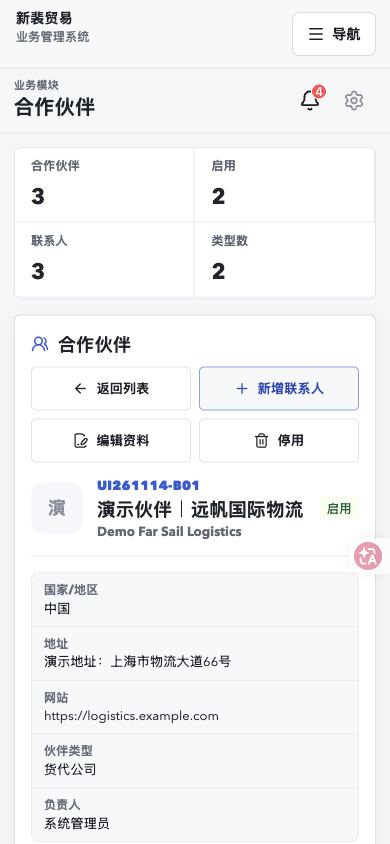 新裴贸易
业务管理系统
导航
业务模块
合作伙伴
4
合作伙伴
3
启用
2
联系人
3
类型数
2
合作伙伴
返回列表
新增联系人
编辑资料
停用
演
UI261114-B01
演示伙伴｜远帆国际物流
启用
Demo Far Sail Logistics
国家/地区
中国
地址
演示地址：上海市物流大道66号
网站
https://logistics.example.com
伙伴类型
货代公司
负责人
系统管理员